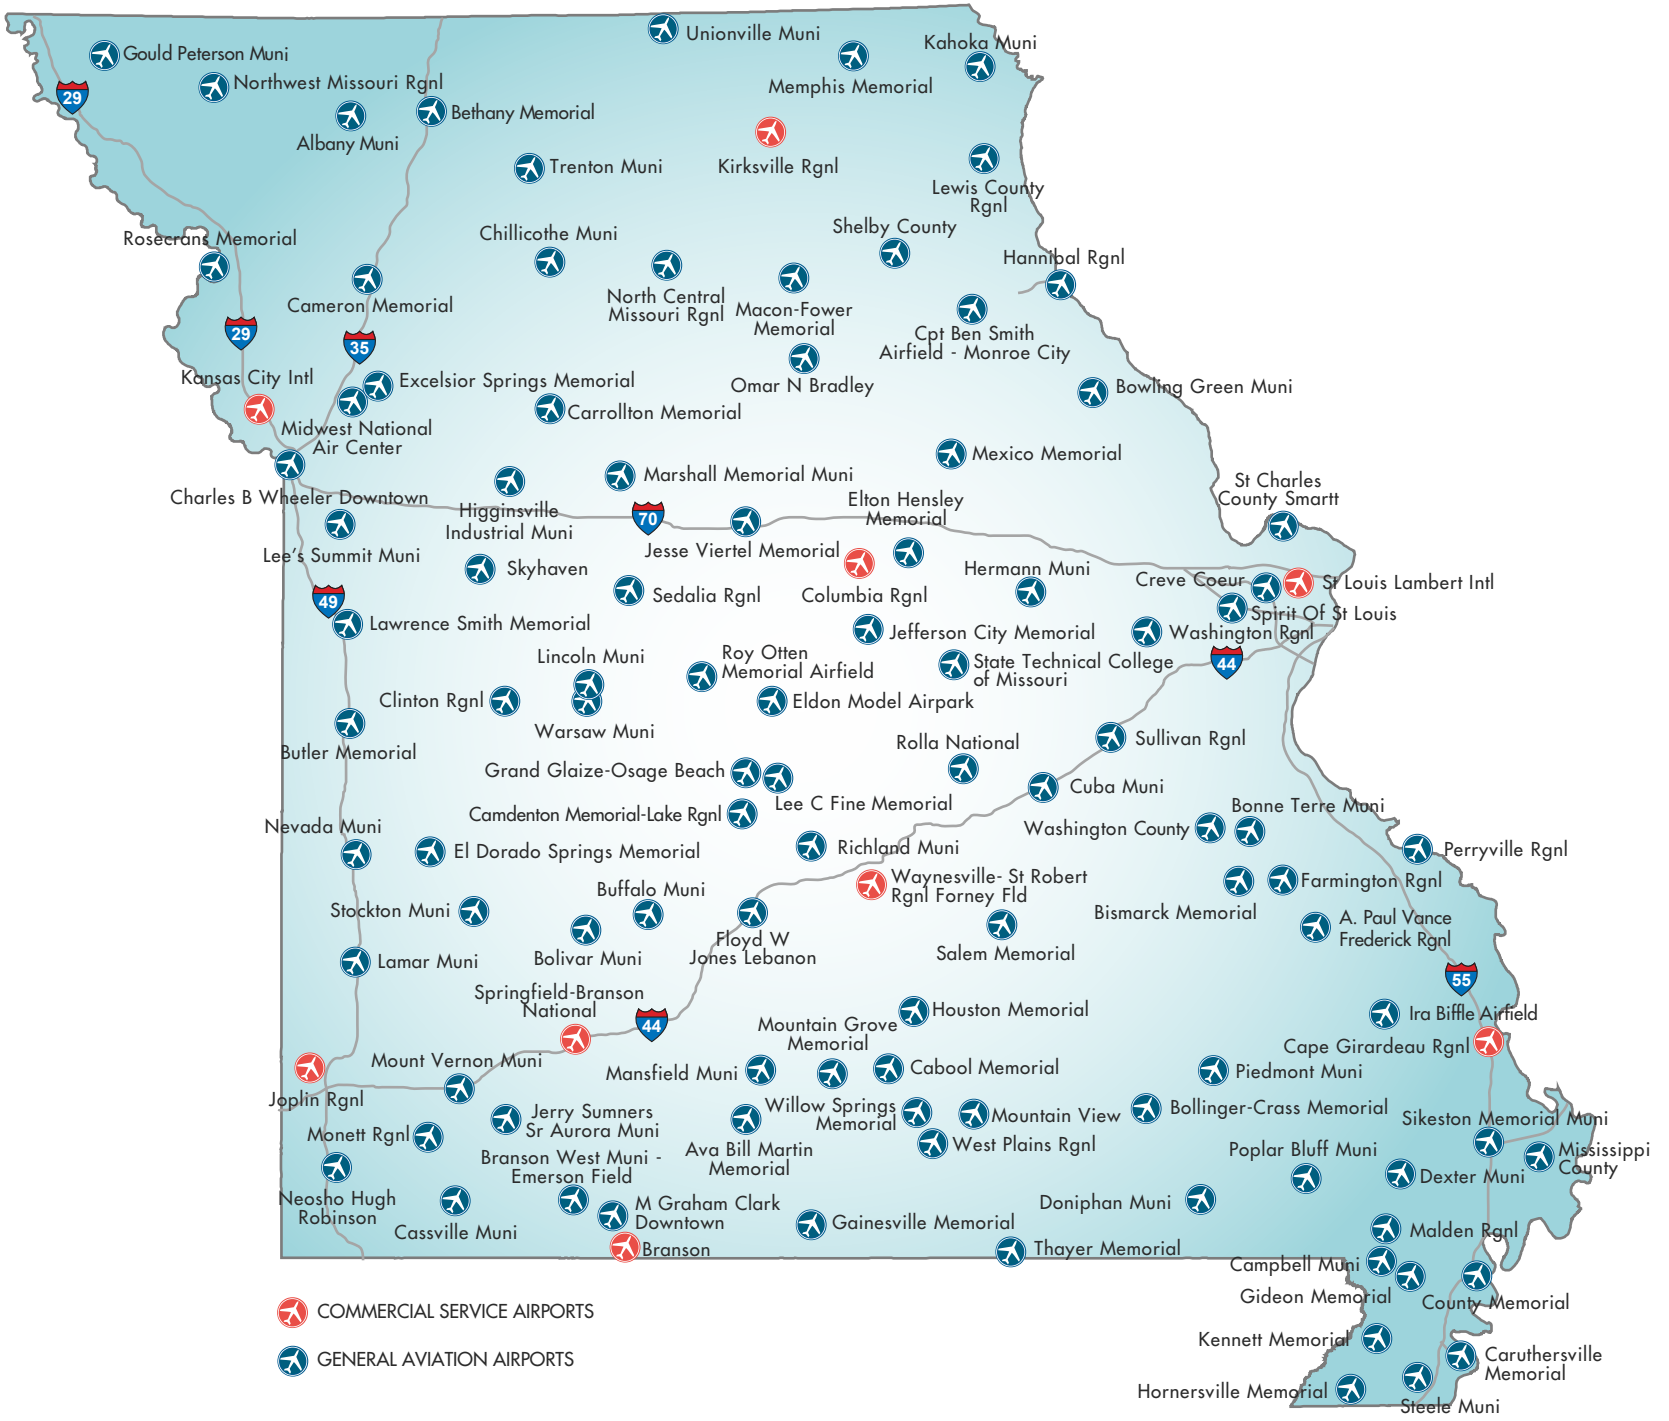 Unionville Muni
Kahoka Muni
Gould Peterson Muni
Northwest Missouri Rgnl
Memphis Memorial
29
Bethany Memorial
Albany Muni
Trenton Muni
Kirksville Rgnl
Lewis County
Rgnl
Shelby County
Chillicothe Muni
Rosecrans Memorial
Hannibal Rgnl
Cameron Memorial
North Central
Missouri Rgnl
Macon-Fower
Memorial
Cpt Ben Smith
Airfield - Monroe City
29
35
Kansas City Intl
Excelsior Springs Memorial
Omar N Bradley
Bowling Green Muni
Carrollton Memorial
Midwest National
Air Center
Mexico Memorial
Marshall Memorial Muni
St Charles
County Smartt
Charles B Wheeler Downtown
Higginsville
Industrial Muni
70
Elton Hensley
Memorial
Lee's Summit Muni
Jesse Viertel Memorial
Skyhaven
Hermann Muni
Creve Coeur
St Louis Lambert Intl
49
Sedalia Rgnl
Columbia Rgnl
Spirit Of St Louis
Lawrence Smith Memorial
Jefferson City Memorial
Washington Rgnl
Lincoln Muni
Roy Otten
Memorial Airfield
State Technical College
of Missouri
44
Clinton Rgnl
Eldon Model Airpark
Warsaw Muni
Butler Memorial
Rolla National
Sullivan Rgnl
Grand Glaize-Osage Beach
Cuba Muni
Lee C Fine Memorial
Camdenton Memorial-Lake Rgnl
Bonne Terre Muni
Nevada Muni
Washington County
El Dorado Springs Memorial
Richland Muni
Perryville Rgnl
Waynesville- St Robert
Rgnl Forney Fld
Farmington Rgnl
Buffalo Muni
Stockton Muni
Bismarck Memorial
A. Paul Vance
Frederick Rgnl
Floyd W
Jones Lebanon
Bolivar Muni
Salem Memorial
Lamar Muni
55
Springfield-Branson
National
Houston Memorial
Ira Biffle Airfield
44
Mountain Grove
Memorial
Cape Girardeau Rgnl
Mount Vernon Muni
Mansfield Muni
Cabool Memorial
Piedmont Muni
Joplin Rgnl
Jerry Sumners
Sr Aurora Muni
Willow Springs
Memorial
Mountain View
Bollinger-Crass Memorial
Sikeston Memorial Muni
Monett Rgnl
Ava Bill Martin
Memorial
West Plains Rgnl
Poplar Bluff Muni
Mississippi
County
Branson West Muni -
Emerson Field
Dexter Muni
Neosho Hugh
Robinson
Cassville Muni
M Graham Clark
Downtown
Doniphan Muni
Gainesville Memorial
Malden Rgnl
Branson
Thayer Memorial
Campbell Muni
Gideon Memorial
County Memorial
COMMERCIAL SERVICE AIRPORTS
Kennett Memorial
GENERAL AVIATION AIRPORTS
Caruthersville
Memorial
Hornersville Memorial
Steele Muni